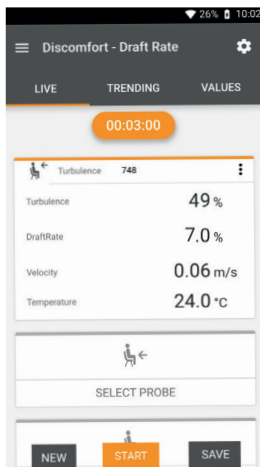 26% 10:02
Discomfort - Draft Rate
LIVE TRENDING VALUES
00:03:00
Turbulence 748
Turbulence 49 %
DraftRate 7.0 %
Velocity 0.06 m/s
Temperature 24.0 °C
SELECT PROBE
NEW START SAVE